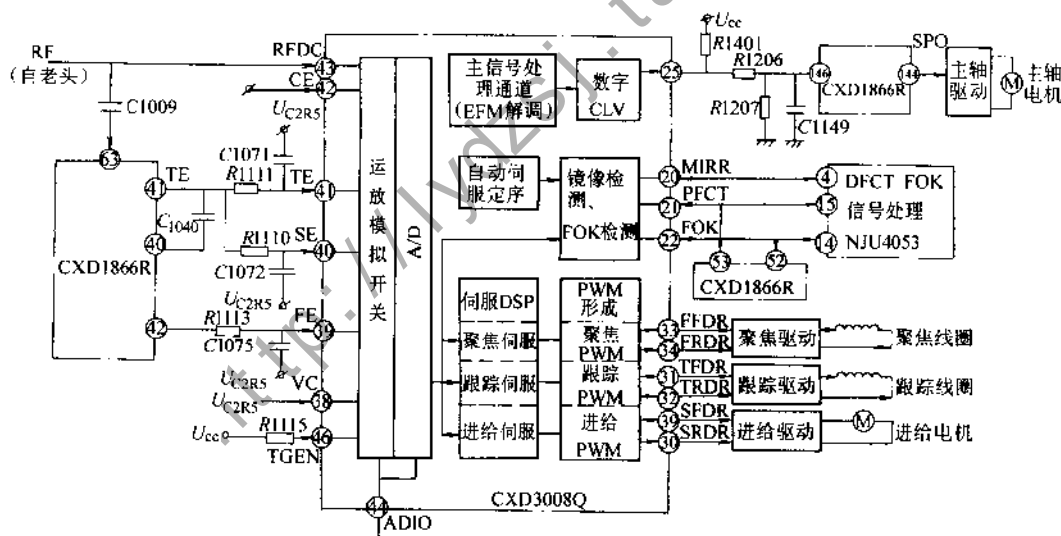 RF
(自老头)
C1009
53
41
TE
C1040
40
CXD1866R
42
RFDC
43
CE
42
UC2R5
C1071
R1111
TE
41
R1110
SE
40
C1072
UC2R5
R1113
FE
39
C1075
UC2R5
VC
38
UC2R5
Ucc
R1115
46
TGEN
运放模拟开关
A/D
44
ADIO
CXD3008Q
主信号处
理通道
(EFM解调)
数字
CLV
自动伺
服定序
镜像检
测、
FOK检测
伺服DSP
聚焦伺服
跟踪伺服
进给伺服
PWM
形成
聚焦
PWM
跟踪
PWM
进给
PWM
25
Ucc
R1401
R1206
R1207
C1149
146
CXD1866R
144
SPO
主轴
驱动
M
主轴
电机
20
MIRR
4
21
PFCT
15
22
FOK
14
DFCT FOK
信号处理
NJU4053
53
52
CXD1866R
33
FFDR
34
FRDR
聚焦驱动
聚焦线圈
31
TFDR
32
TRDR
跟踪驱动
跟踪线圈
39
SFDR
30
SRDR
进给驱动
M
进给电机